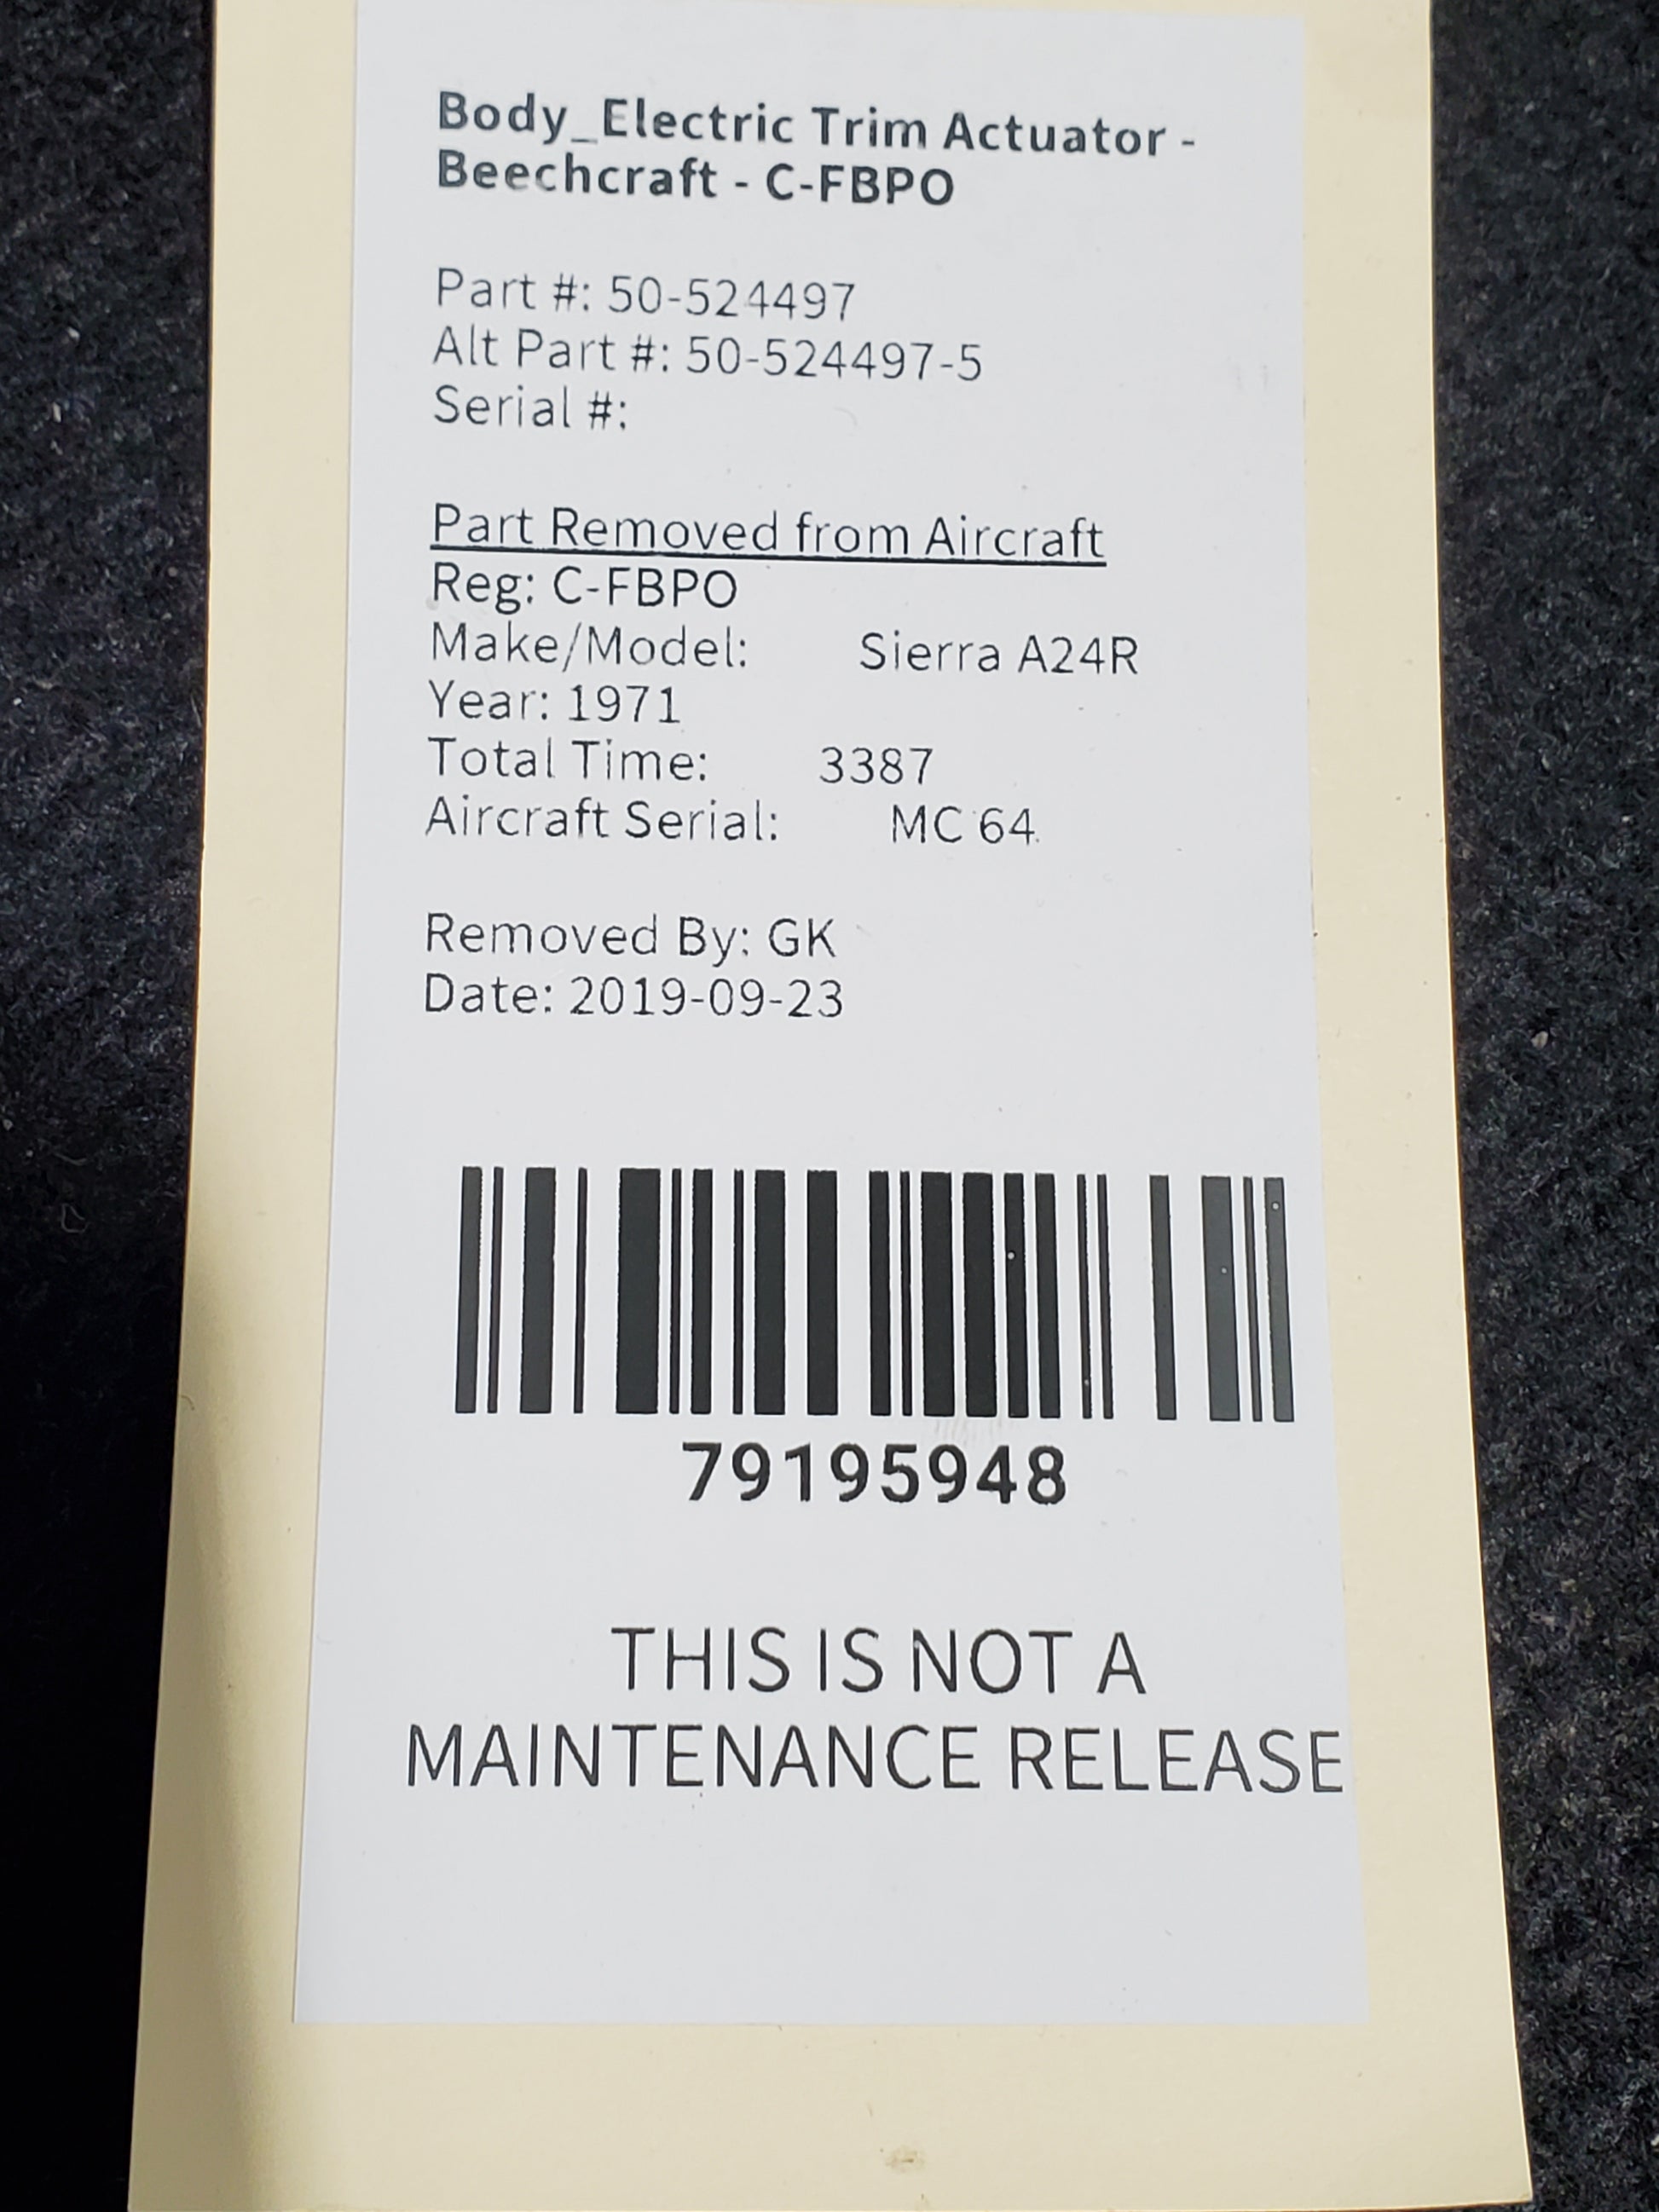 Body_Electric Trim Actuator -
Beechcraft - C-FBPO
Part #: 50-524497
Alt Part #: 50-524497-5
Serial #:
Part Removed from Aircraft
Reg: C-FBPO
Make/Model: Sierra A24R
Year: 1971
Total Time: 3387
Aircraft Serial: MC 64
Removed By: GK
Date: 2019-09-23
79195948
THIS IS NOT A
MAINTENANCE RELEASE